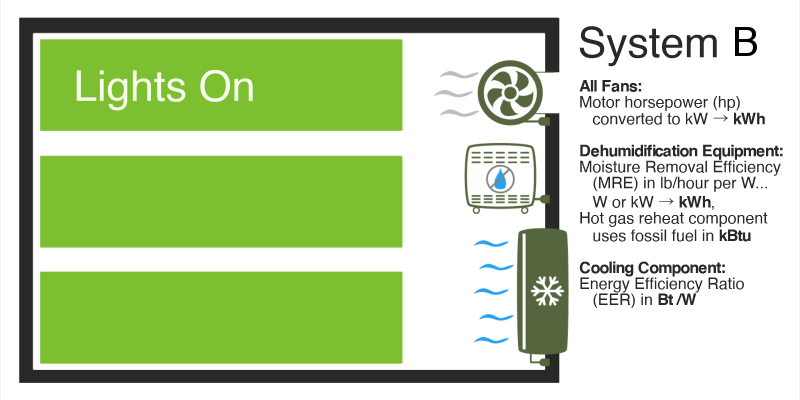 Lights On
System B
All Fans:
Motor horsepower (hp)
converted to kW → kWh
Dehumidification Equipment:
Moisture Removal Efficiency
(MRE) in lb/hour per W...
W or kW → kWh,
Hot gas reheat component
uses fossil fuel in kBtu
Cooling Component:
Energy Efficiency Ratio
(EER) in Bt /W